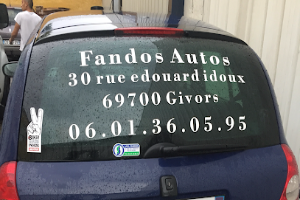 Fandos Autos
30 rue edouard idoux
69700 Givors
06.01.36.05.95